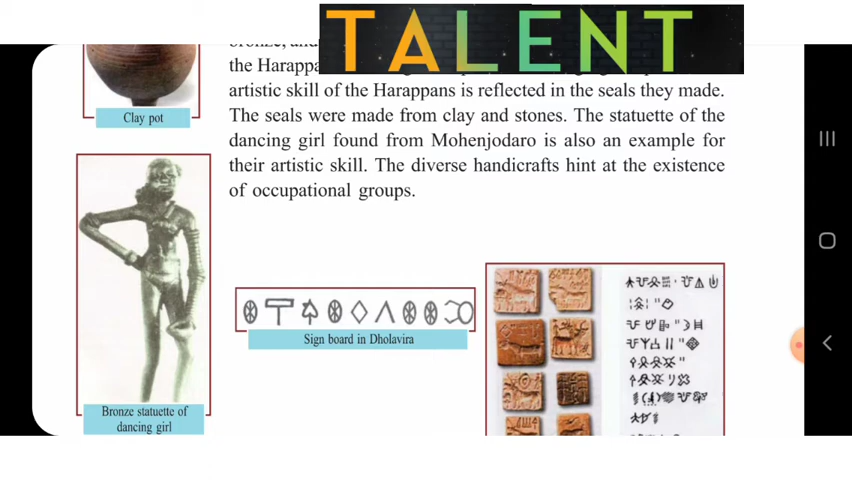 TALENT
bronze, and
the Harappa
artistic skill of the Harappans is reflected in the seals they made.
The seals were made from clay and stones. The statuette of the
dancing girl found from Mohenjodaro is also an example for
their artistic skill. The diverse handicrafts hint at the existence
of occupational groups.
Clay pot
Sign board in Dholavira
Bronze statuette of
dancing girl